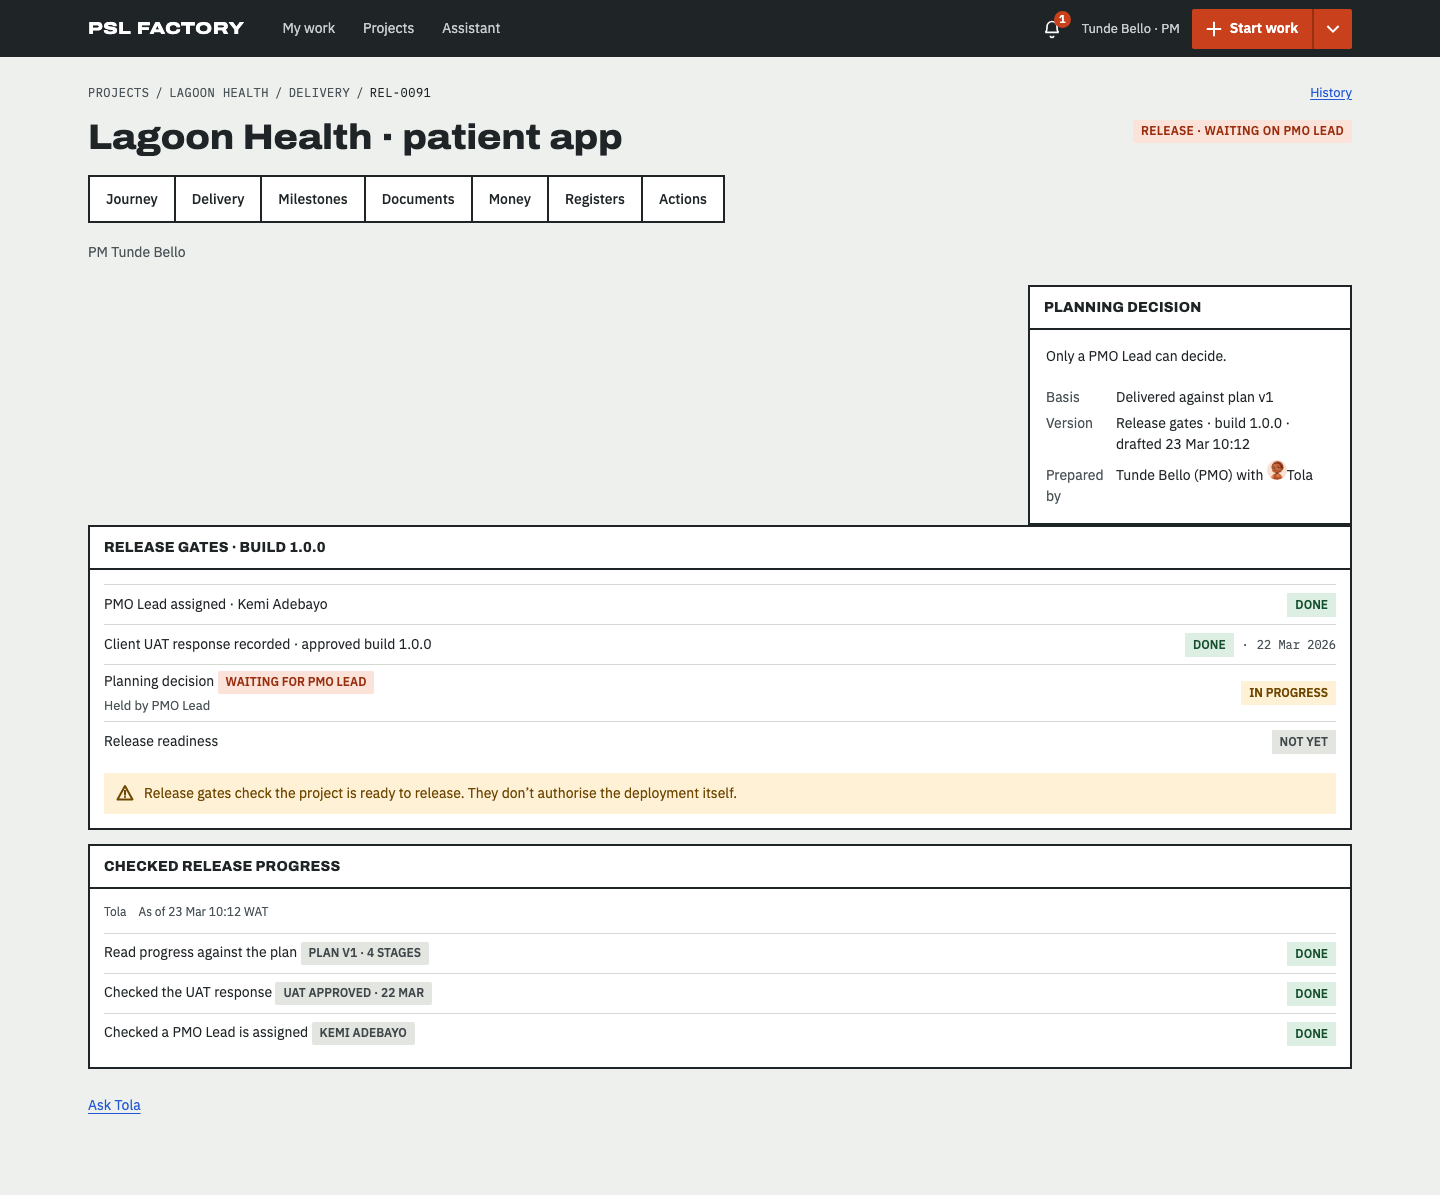 PSL FACTORY
My work
Projects
Assistant
1
Tunde Bello · PM
Start work
PROJECTS / LAGOON HEALTH / DELIVERY / REL-0091
History
Lagoon Health · patient app
RELEASE · WAITING ON PMO LEAD
Journey
Delivery
Milestones
Documents
Money
Registers
Actions
PM Tunde Bello
PLANNING DECISION
Only a PMO Lead can decide.
Basis Delivered against plan v1
Version Release gates · build 1.0.0 ·
drafted 23 Mar 10:12
Prepared Tunde Bello (PMO) with Tola
by
RELEASE GATES · BUILD 1.0.0
PMO Lead assigned · Kemi Adebayo DONE
Client UAT response recorded · approved build 1.0.0 DONE · 22 Mar 2026
Planning decision WAITING FOR PMO LEAD
Held by PMO Lead
IN PROGRESS
Release readiness NOT YET
Release gates check the project is ready to release. They don’t authorise the deployment itself.
CHECKED RELEASE PROGRESS
Tola As of 23 Mar 10:12 WAT
Read progress against the plan PLAN V1 · 4 STAGES DONE
Checked the UAT response UAT APPROVED · 22 MAR DONE
Checked a PMO Lead is assigned KEMI ADEBAYO DONE
Ask Tola